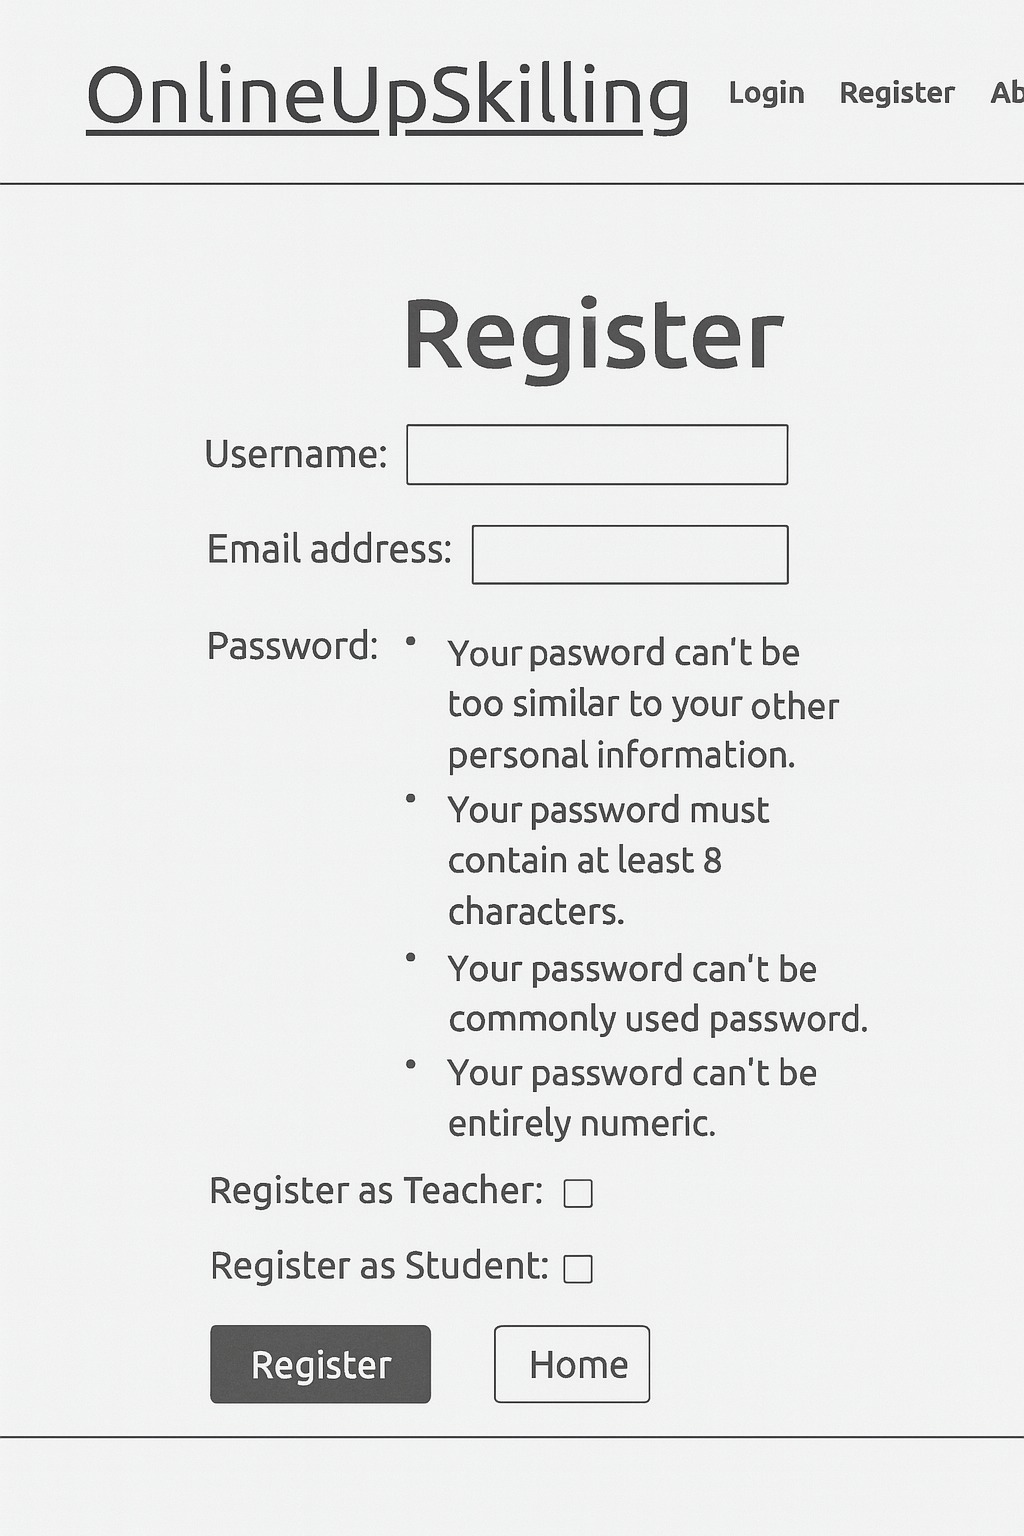 OnlineUpSkilling Login Register Ab
Register
Username:
Email address:
Password:
• Your pasword can't be
too similar to your other
personal information.
• Your password must
contain at least 8
characters.
• Your password can't be
commonly used password.
• Your password can't be
entirely numeric.
Register as Teacher:
Register as Student:
Register Home